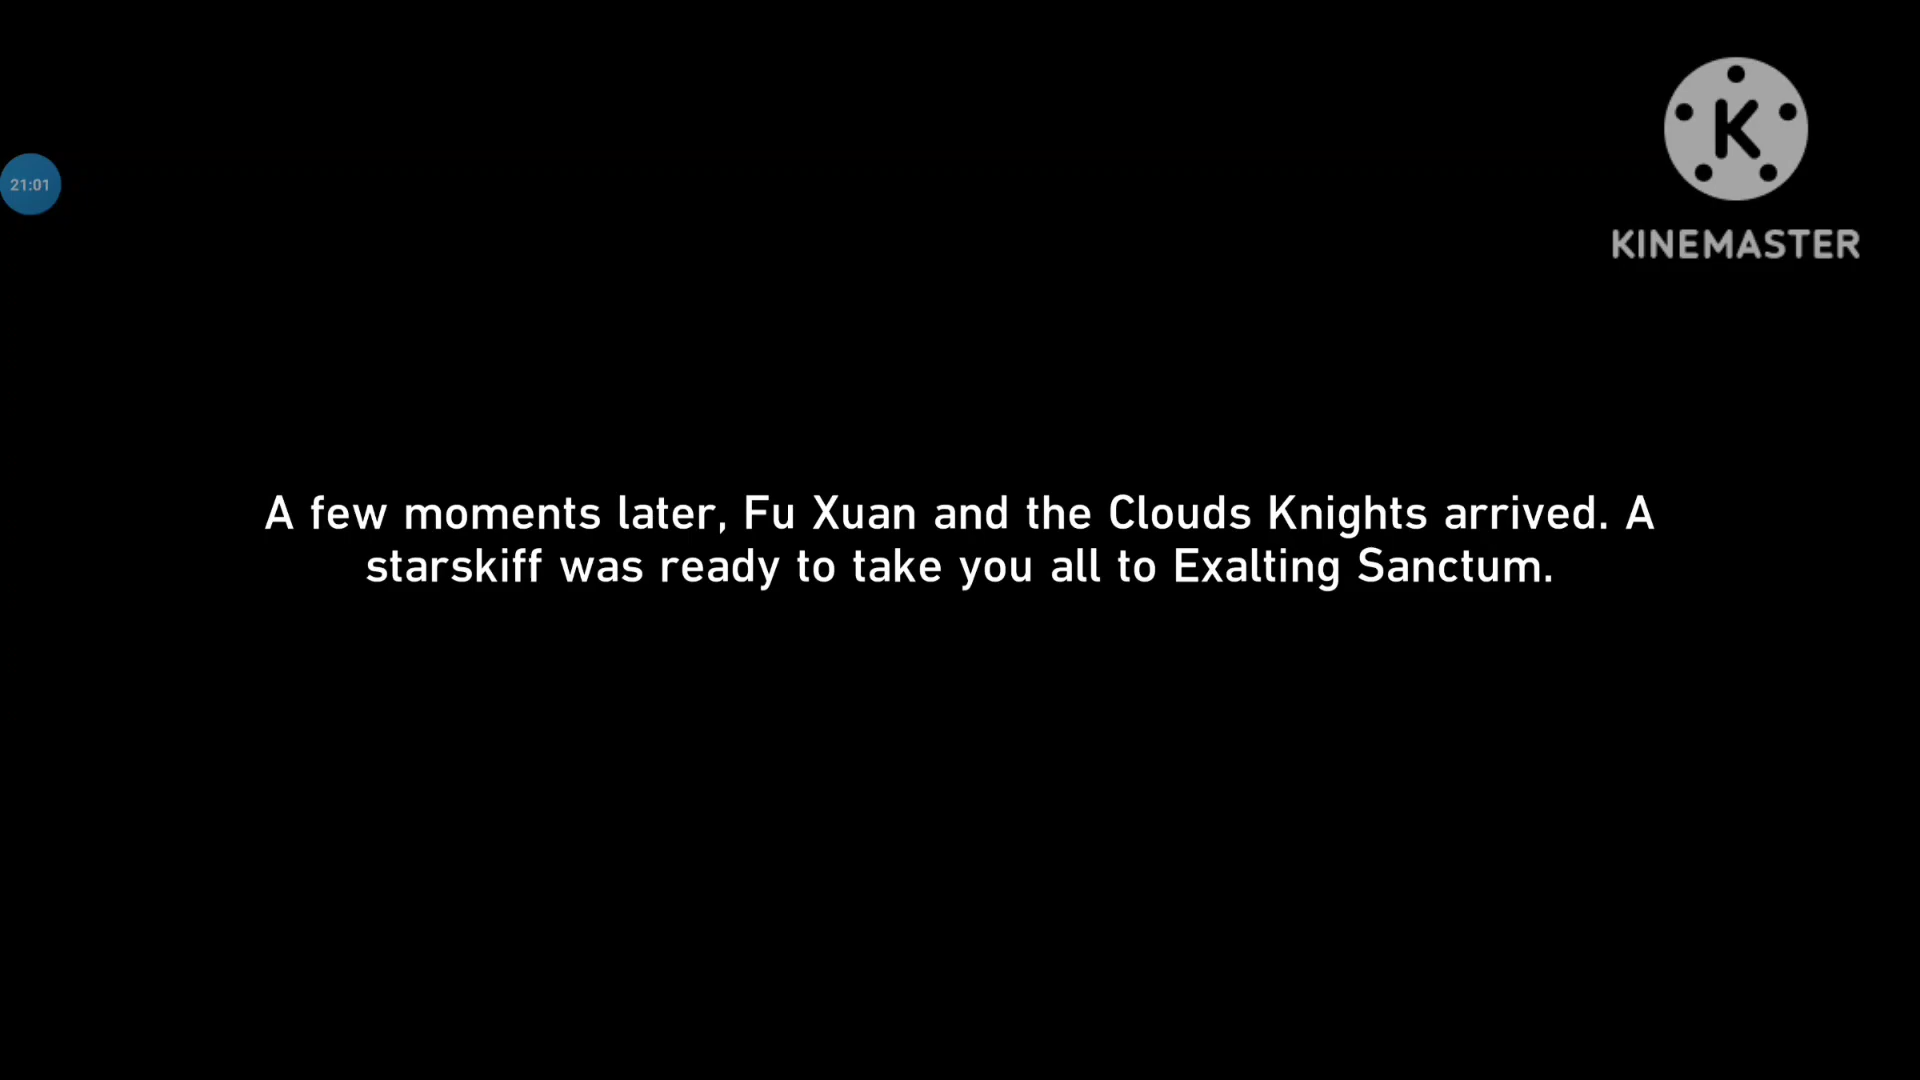 21:01
K
KINEMASTER
A few moments later, Fu Xuan and the Clouds Knights arrived. A
starskiff was ready to take you all to Exalting Sanctum.